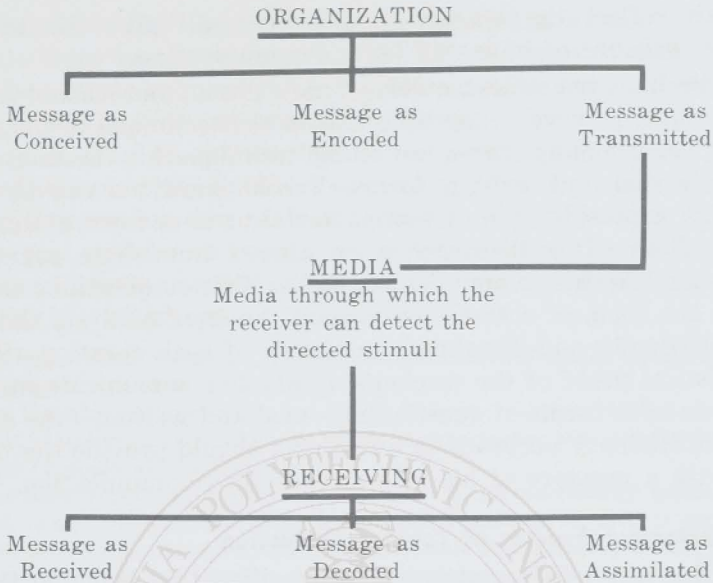 ORGANIZATION
Message as Conceived
Message as Encoded
Message as Transmitted
MEDIA
Media through which the
receiver can detect the
directed stimuli
RECEIVING
Message as Received
Message as Decoded
Message as Assimilated
POLYTECHNIC